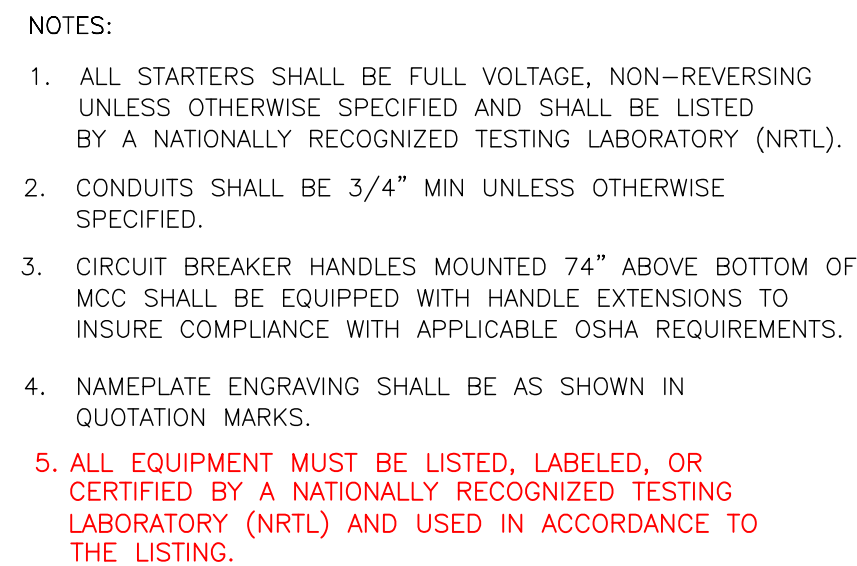 NOTES:
1. ALL STARTERS SHALL BE FULL VOLTAGE, NON-REVERSING
UNLESS OTHERWISE SPECIFIED AND SHALL BE LISTED
BY A NATIONALLY RECOGNIZED TESTING LABORATORY (NRTL).
2. CONDUITS SHALL BE 3/4" MIN UNLESS OTHERWISE
SPECIFIED.
3. CIRCUIT BREAKER HANDLES MOUNTED 74" ABOVE BOTTOM OF
MCC SHALL BE EQUIPPED WITH HANDLE EXTENSIONS TO
INSURE COMPLIANCE WITH APPLICABLE OSHA REQUIREMENTS.
4. NAMEPLATE ENGRAVING SHALL BE AS SHOWN IN
QUOTATION MARKS.
5. ALL EQUIPMENT MUST BE LISTED, LABELED, OR
CERTIFIED BY A NATIONALLY RECOGNIZED TESTING
LABORATORY (NRTL) AND USED IN ACCORDANCE TO
THE LISTING.